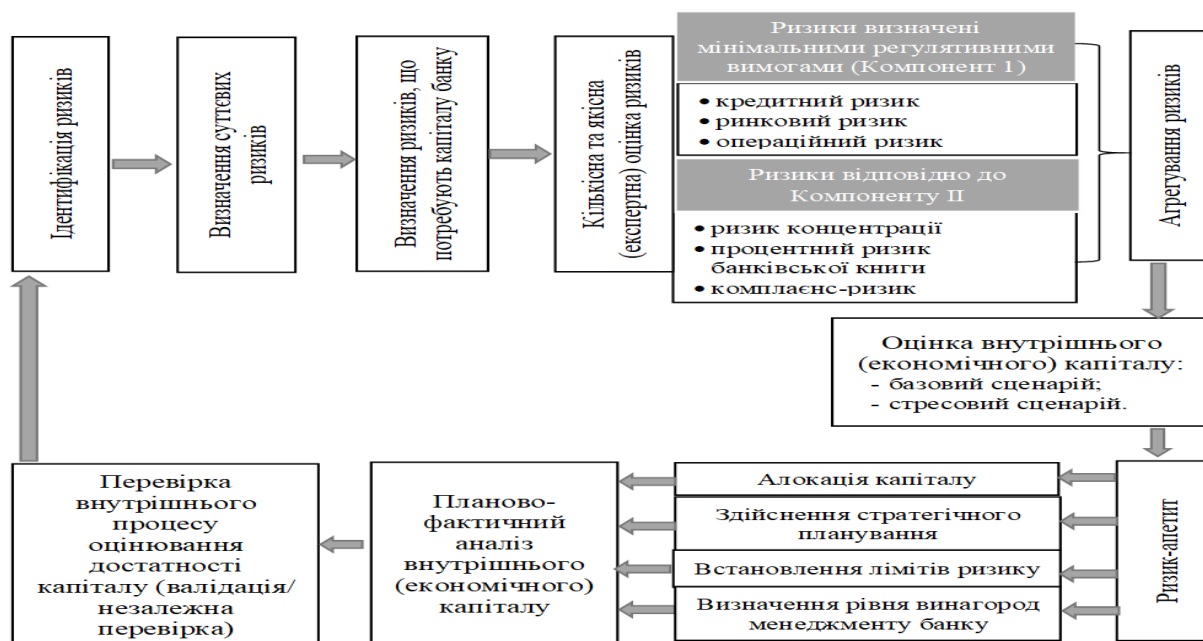 Ідентифікація ризиків
Визначення суттєвих
ризиків
Визначення ризиків, що
потребують капіталу банку
Кількісна та якісна
(експертна) оцінка ризиків
Ризики визначені
мінімальними регулятивними
вимогами (Компонент 1)
• кредитний ризик
• ринковий ризик
• операційний ризик
Ризики відповідно до
Компоненту II
• ризик концентрації
• процентний ризик
банківської книги
• комплаєнс-ризик
Агрегування ризиків
Оцінка внутрішнього
(економічного) капіталу:
- базовий сценарій;
- стресовий сценарій.
Ризик-апетит
Алокація капіталу
Здійснення стратегічного
планування
Встановлення лімітів ризику
Визначення рівня винагород
менеджменту банку
Планово-
фактичний
аналіз
внутрішнього
(економічного)
капіталу
Перевірка
внутрішнього
процесу
оцінювання
достатності
капіталу (валідація/
незалежна
перевірка)